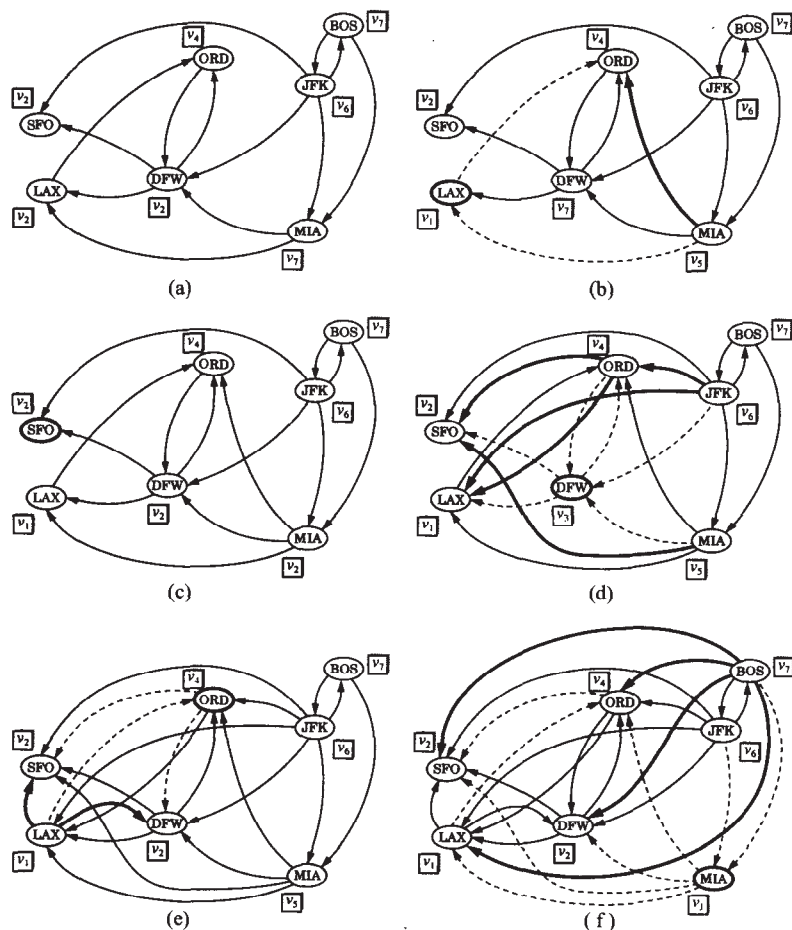 BOS v₇
v₄
ORD
JFK
v₆
v₂
SFO
DFW
v₂
LAX
v₂
MIA
v₇
(a)
BOS v₇
v₄
ORD
JFK
v₆
v₂
SFO
DFW
v₇
LAX
v₁
MIA
v₅
(b)
BOS v₇
v₄
ORD
JFK
v₆
v₂
SFO
DFW
v₂
LAX
v₁
MIA
v₂
(c)
BOS v₇
v₄
ORD
JFK
v₆
v₂
SFO
DFW
v₃
LAX
v₁
MIA
v₅
(d)
BOS v₇
v₄
ORD
JFK
v₆
v₂
SFO
DFW
v₂
LAX
v₁
MIA
v₅
(e)
BOS v₇
v₄
ORD
JFK
v₆
v₂
SFO
DFW
v₂
LAX
v₁
MIA
(f)